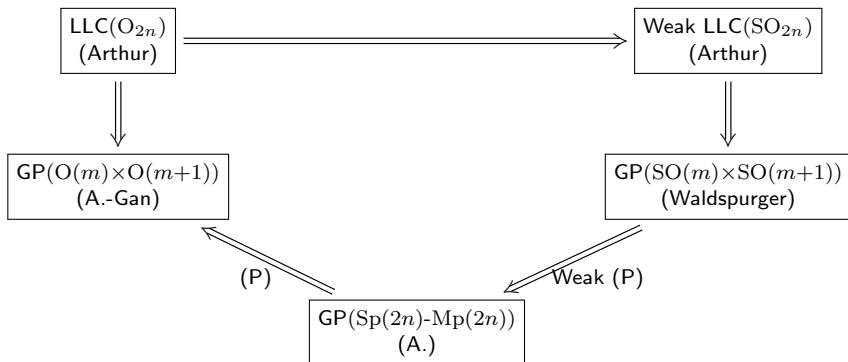 LLC(O₂ₙ)
(Arthur)
Weak LLC(SO₂ₙ)
(Arthur)
GP(O(m)×O(m+1))
(A.-Gan)
GP(SO(m)×SO(m+1))
(Waldspurger)
(P)
Weak (P)
GP(Sp(2n)-Mp(2n))
(A.)